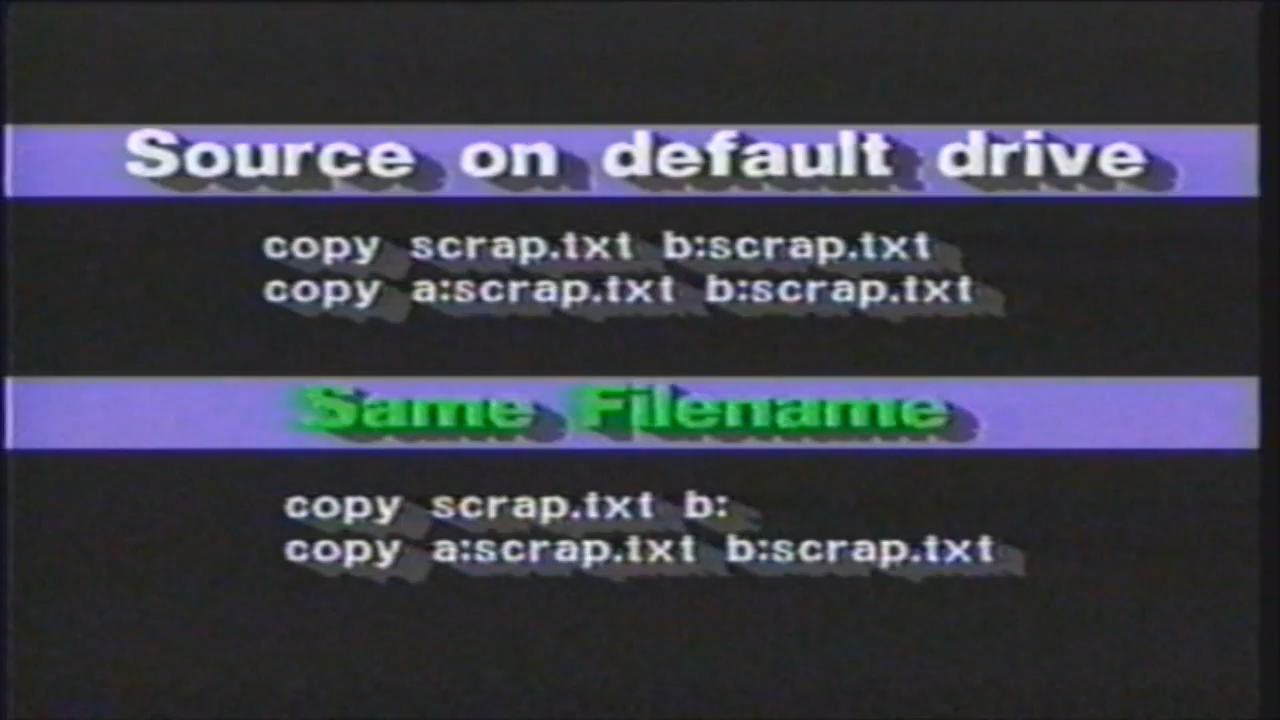 Source on default drive
copy scrap.txt b:scrap.txt
copy a:scrap.txt b:scrap.txt
Same Filename
copy scrap.txt b:
copy a:scrap.txt b:scrap.txt